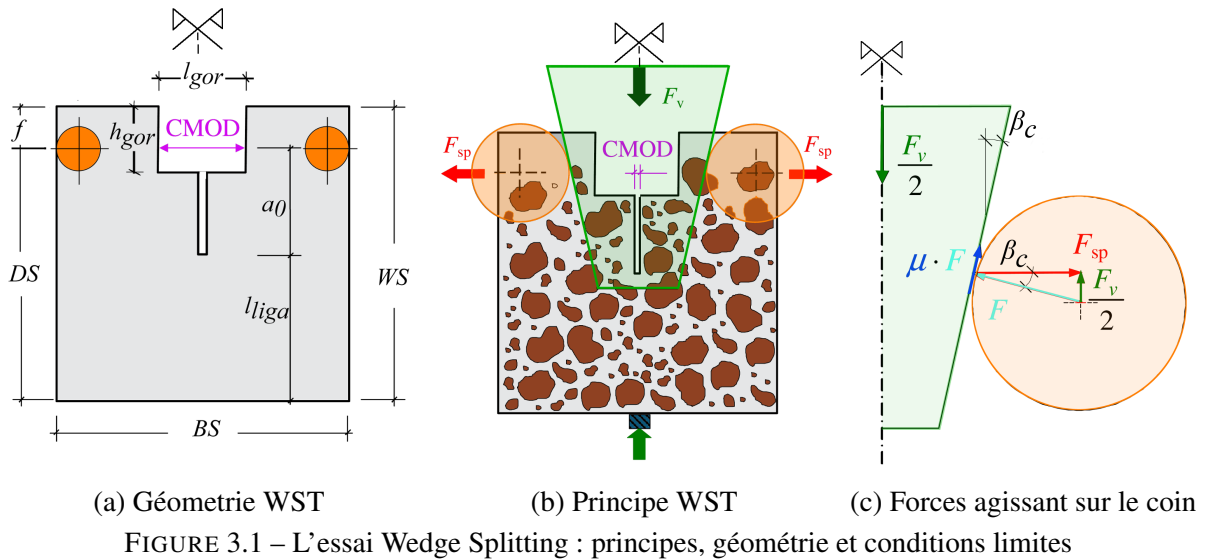 l_gor
f
h_gor
CMOD
a_0
DS
WS
l_liga
BS
F_v
F_sp
CMOD
F_sp
β_c
F_v/2
μ · F
β_c
F_sp
F
F_v/2
(a) Géometrie WST
(b) Principe WST
(c) Forces agissant sur le coin
FIGURE 3.1 – L'essai Wedge Splitting : principes, géométrie et conditions limites